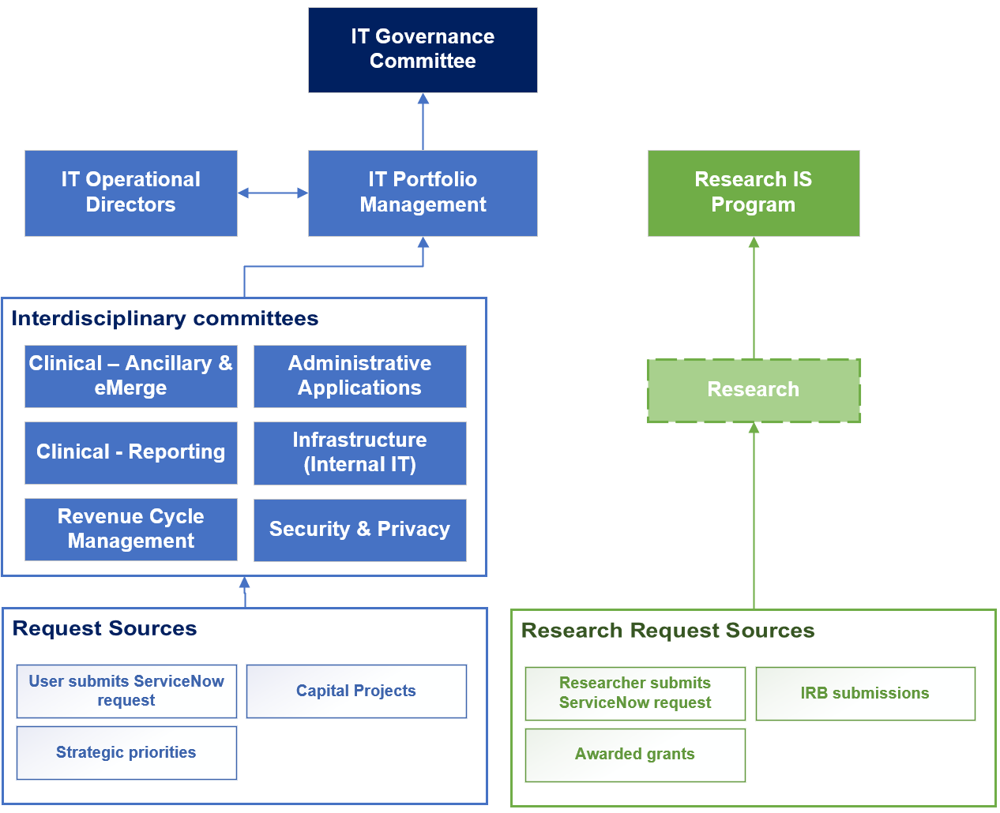 IT Governance
Committee
IT Operational
Directors
IT Portfolio
Management
Research IS
Program
Interdisciplinary committees
Clinical – Ancillary &
eMerge
Administrative
Applications
Clinical - Reporting
Infrastructure
(Internal IT)
Revenue Cycle
Management
Security & Privacy
Research
Request Sources
User submits ServiceNow
request
Capital Projects
Strategic priorities
Research Request Sources
Researcher submits
ServiceNow request
IRB submissions
Awarded grants